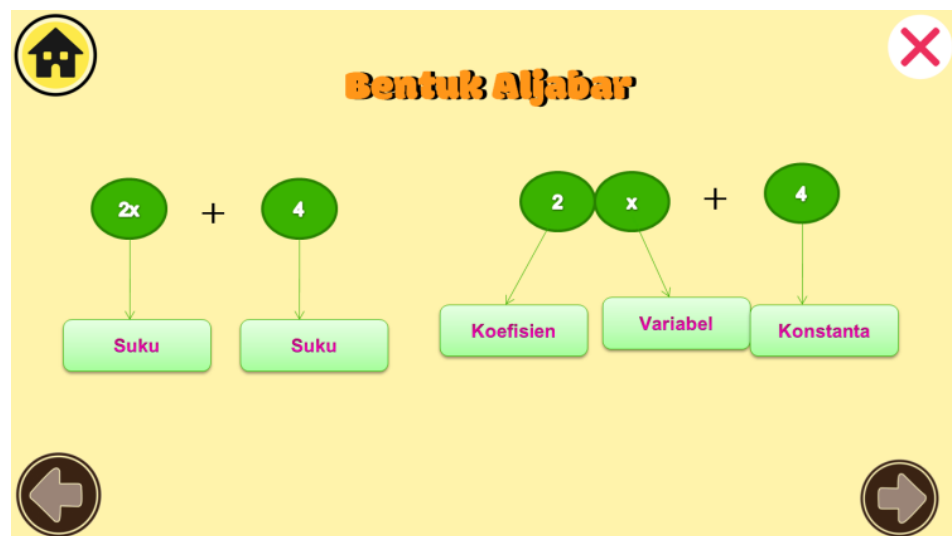 Bentuk Aljabar
2x + 4
Suku Suku
2 x + 4
Koefisien Variabel Konstanta